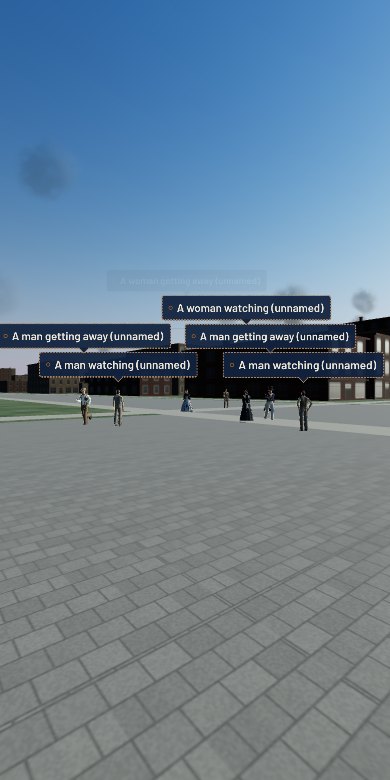 A woman getting away (unnamed)
A woman watching (unnamed)
A man getting away (unnamed)
A man getting away (unnamed)
A man watching (unnamed)
A man watching (unnamed)